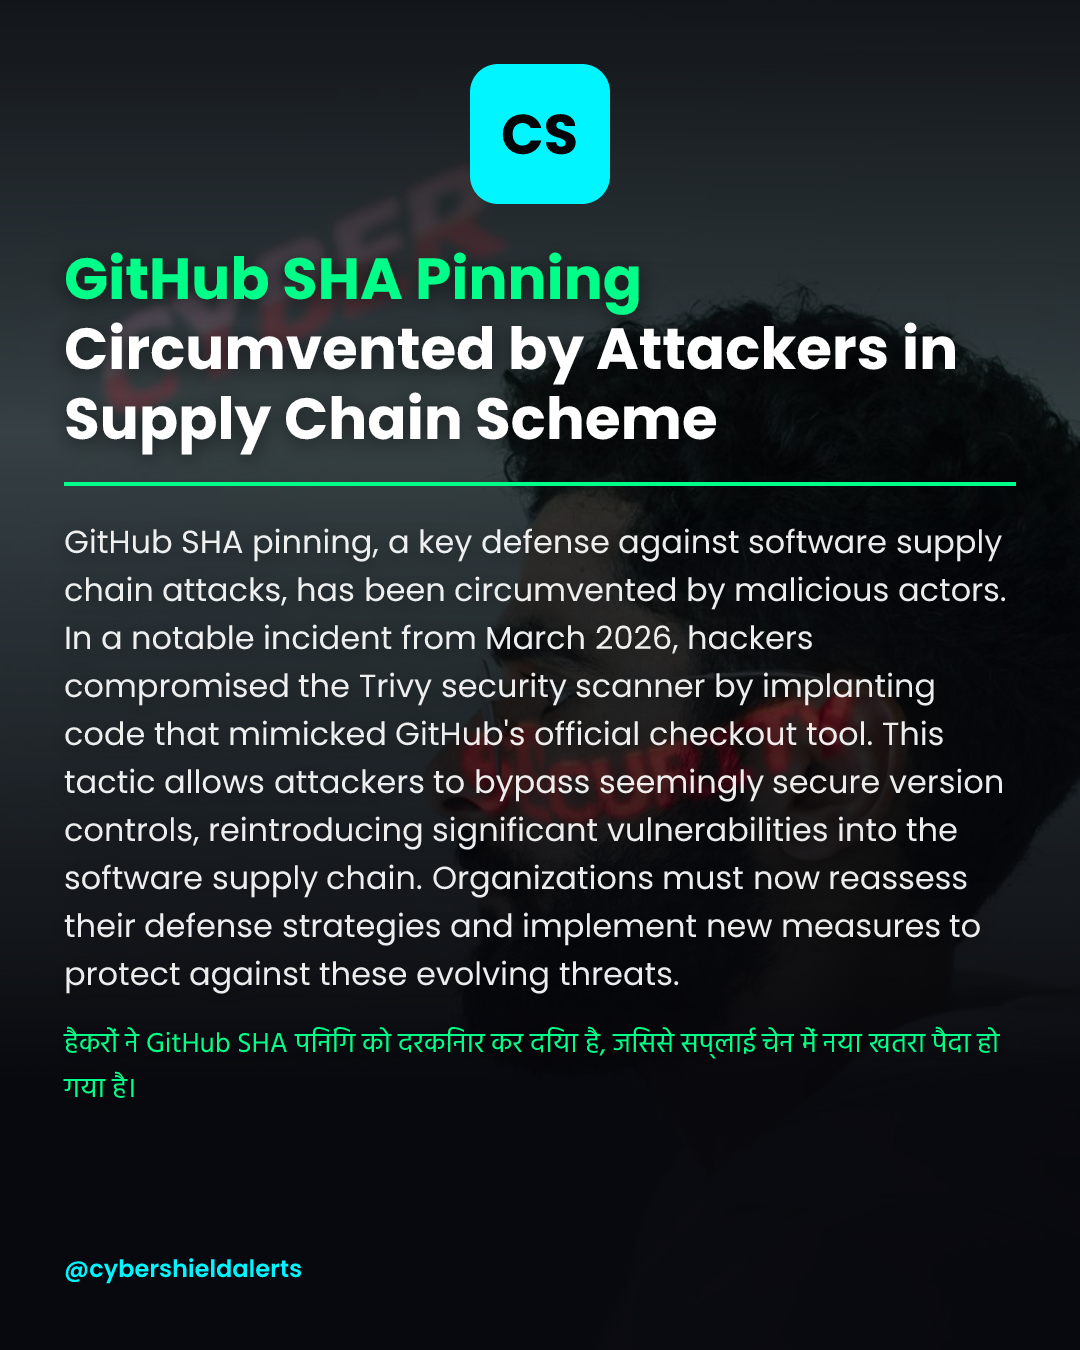 CS
CYBER
GitHub SHA Pinning
Circumvented by Attackers in
Supply Chain Scheme
GitHub SHA pinning, a key defense against software supply
chain attacks, has been circumvented by malicious actors.
In a notable incident from March 2026, hackers
compromised the Trivy security scanner by implanting
code that mimicked GitHub's official checkout tool. This
tactic allows attackers to bypass seemingly secure version
controls, reintroducing significant vulnerabilities into the
software supply chain. Organizations must now reassess
their defense strategies and implement new measures to
protect against these evolving threats.
हैकरों ने GitHub SHA पिनिंग को दरकिनार कर दिया है, जिससे सप्लाई चेन में नया खतरा पैदा हो
गया है।
@cybershieldalerts